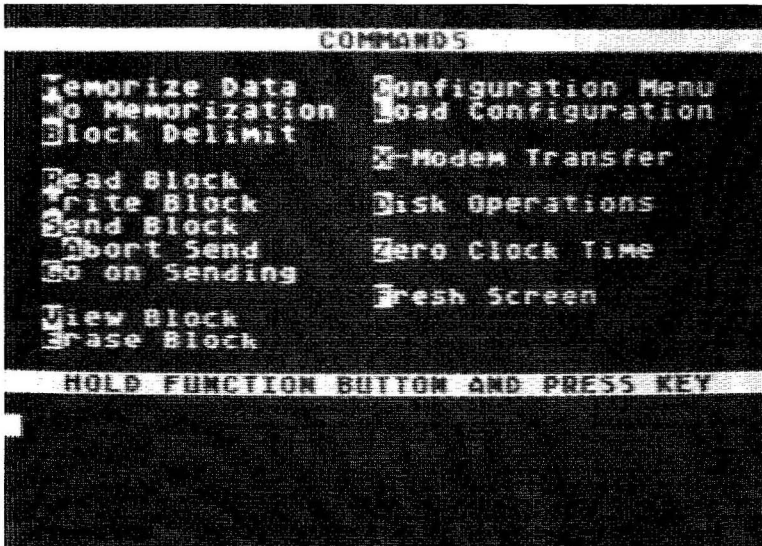 COMMANDS
Memorize Data
No Memorization
Block Delimit
Read Block
Write Block
Send Block
Abort Send
Go on Sending
View Block
Erase Block
Configuration Menu
Load Configuration
X-Modem Transfer
Disk Operations
Zero Clock Time
Fresh Screen
HOLD FUNCTION BUTTON AND PRESS KEY